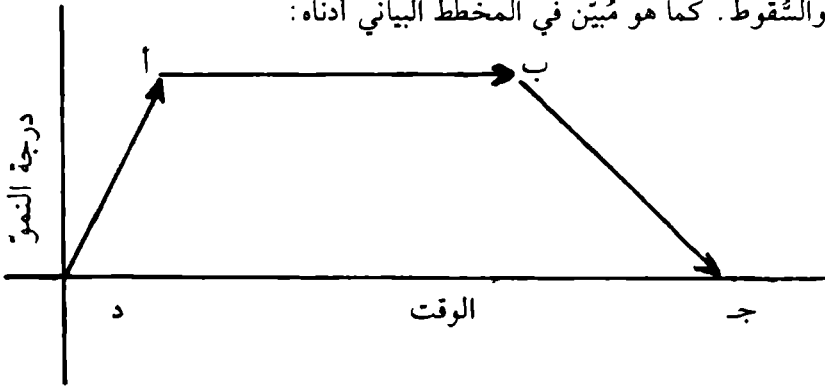 والسُّقوط. كما هو مُبيّن في المخطط البياني أدناه:
أ
ب
درجة النموّ
د
الوقت
جـ